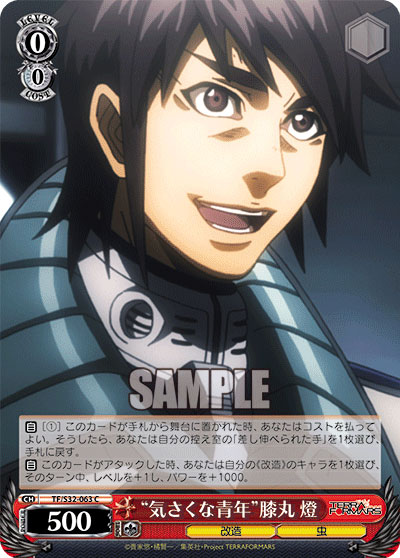 LEVEL
0
0
COST
SAMPLE
【自】 [①] このカードが手札から舞台に置かれた時、あなたはコストを払ってよい。そうしたら、あなたは自分の控え室の「差し伸べられた手」を1枚選び、手札に戻す。
【自】 このカードがアタックした時、あなたは自分の《改造》のキャラを1枚選び、そのターン中、レベルを+1し、パワーを+1000。
CH TF/S32-063 C
POWER
500
“気さくな青年”膝丸 燈
TERRA FORMARS
改造
虫
©貴家悠・橘賢一／集英社・Project TERRAFORMARS